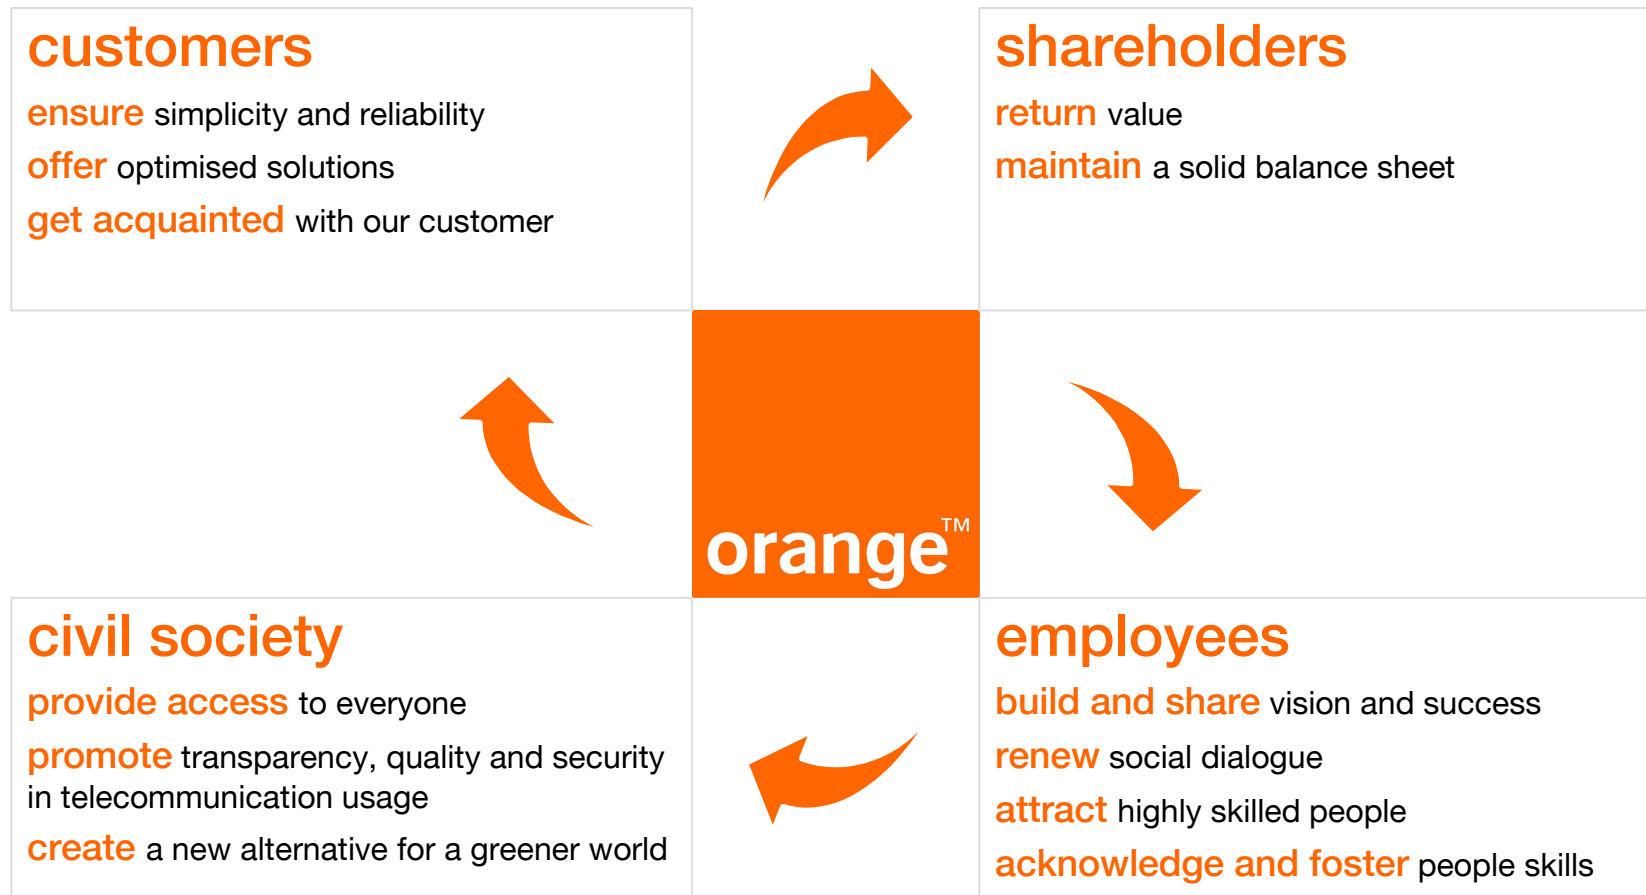 customers
ensure simplicity and reliability
offer optimised solutions
get acquainted with our customer
shareholders
return value
maintain a solid balance sheet
orange™
civil society
provide access to everyone
promote transparency, quality and security
in telecommunication usage
create a new alternative for a greener world
employees
build and share vision and success
renew social dialogue
attract highly skilled people
acknowledge and foster people skills